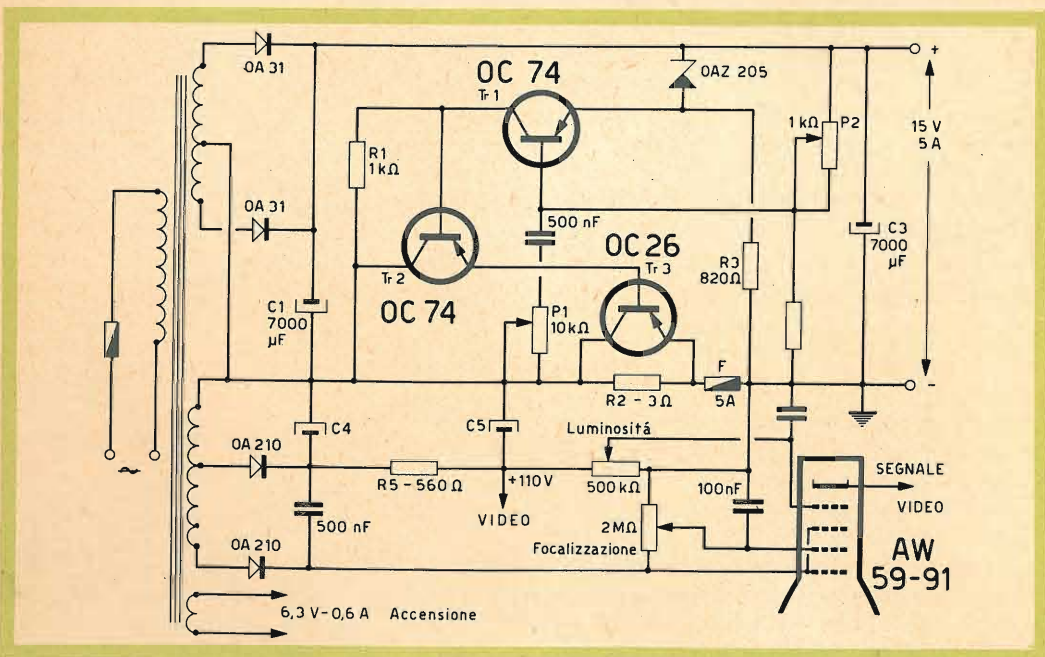 OA 31
OC 74
Tr 1
OAZ 205
+
R1
1 kΩ
1 kΩ
P2
15 V
5 A
OA 31
500 nF
OC 26
Tr 3
C3
7000
µF
Tr 2
OC 74
R3
820Ω
C1
7000
µF
P1
10 kΩ
F
R2 - 3 Ω
5A
-
C4
C5
Luminositá
OA 210
R5 - 560 Ω
+110 V
500 kΩ
100 nF
SEGNALE
VIDEO
500 nF
VIDEO
2 MΩ
Focalizzazione
AW
59-91
OA 210
~
6,3 V - 0,6 A Accensione